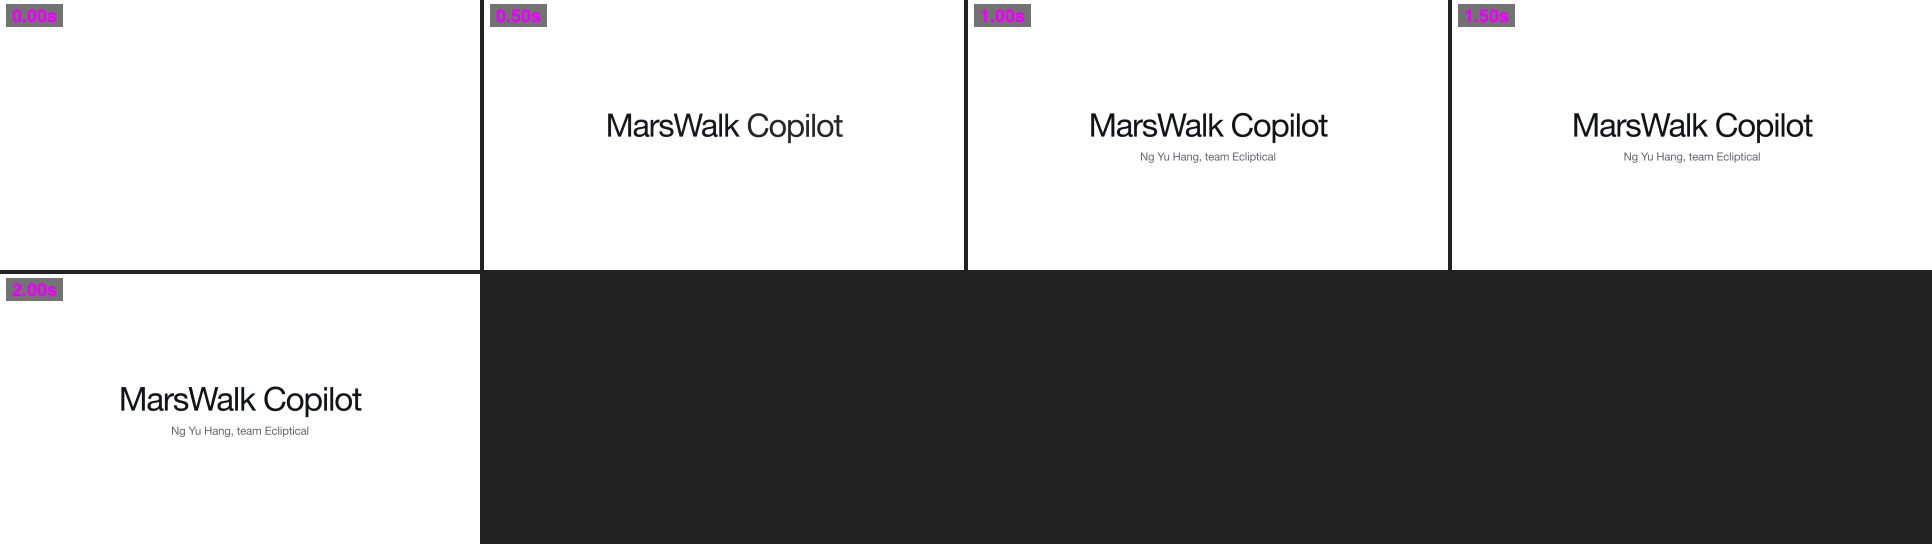 0.00s
0.50s
MarsWalk Copilot
1.00s
MarsWalk Copilot
Ng Yu Hang, team Ecliptical
1.50s
MarsWalk Copilot
Ng Yu Hang, team Ecliptical
2.00s
MarsWalk Copilot
Ng Yu Hang, team Ecliptical